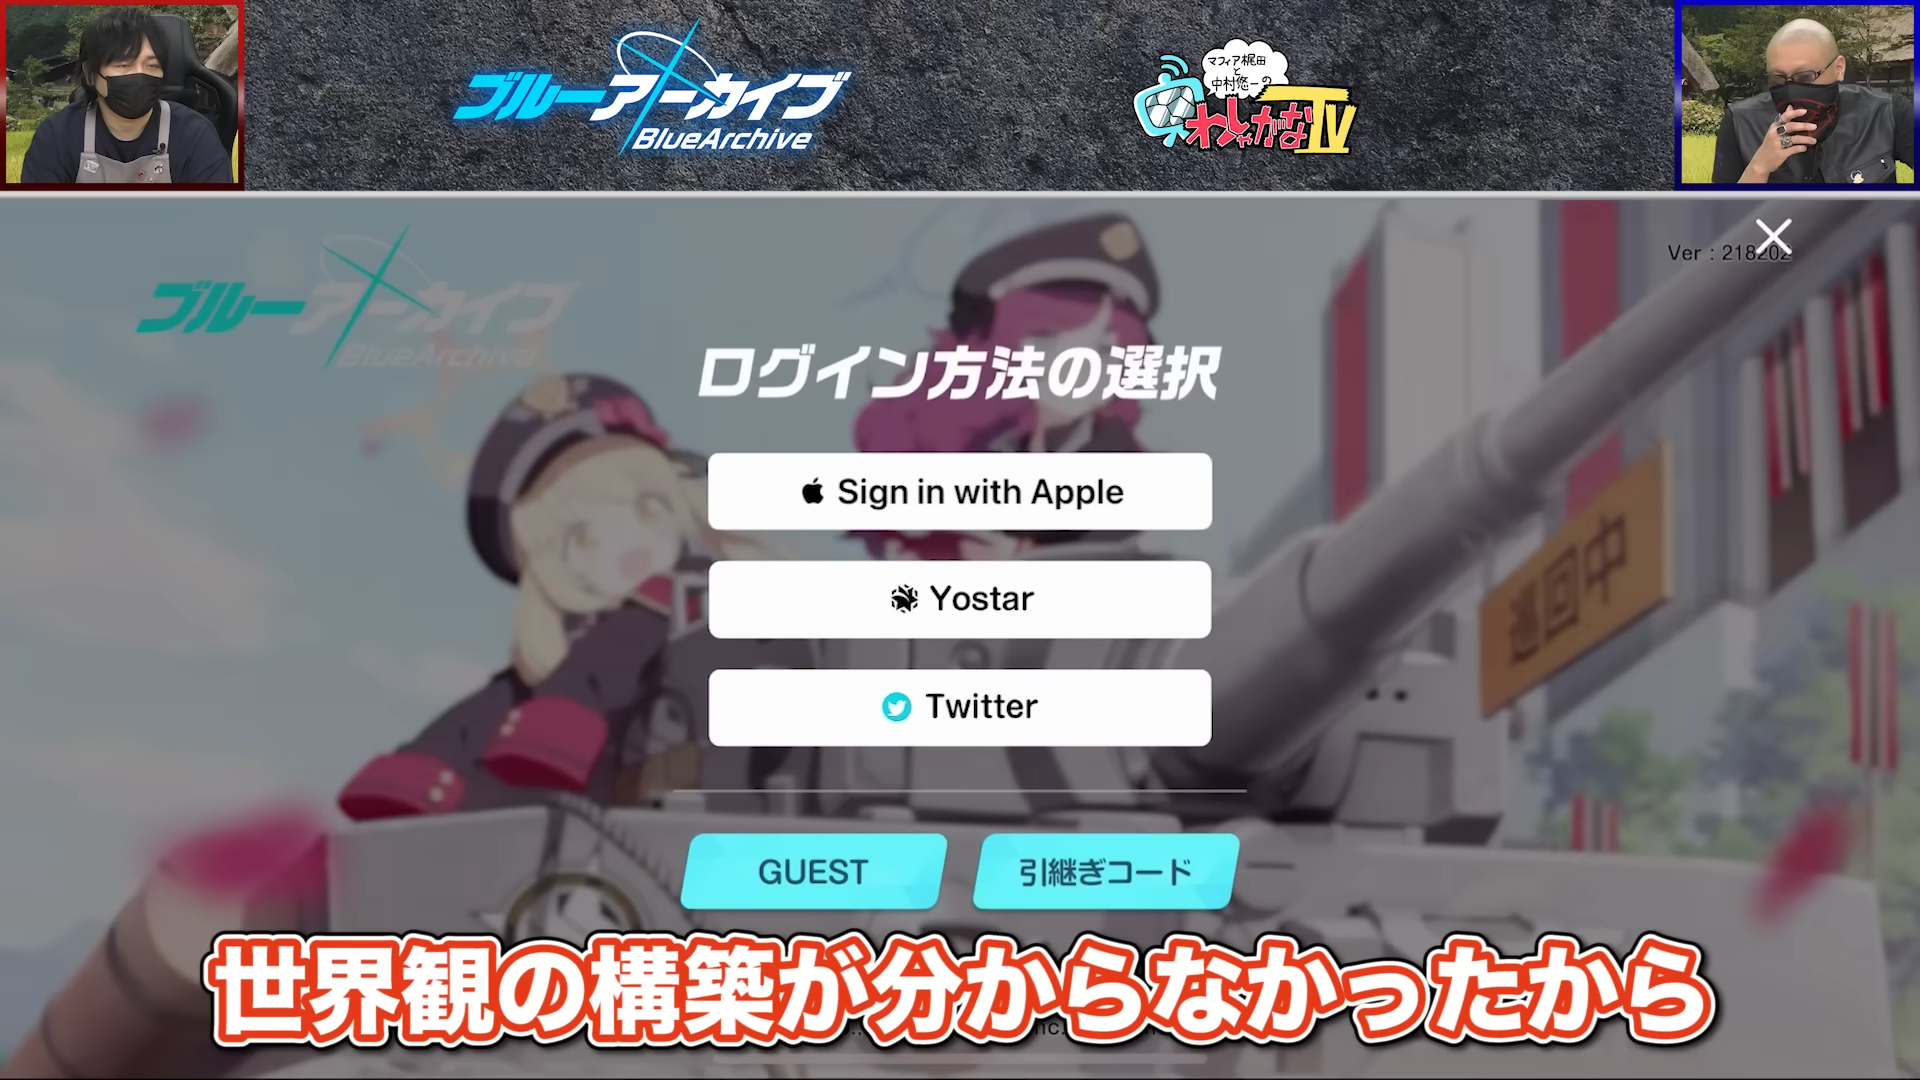 ブルーアーカイブ
BlueArchive
マフィア梶田
と
中村悠一の
わしゃがなTV
Ver : 218202
ブルーアーカイブ
BlueArchive
ログイン方法の選択
Sign in with Apple
Yostar
巡回中
Twitter
GUEST
引継ぎコード
世界観の構築が分からなかったから